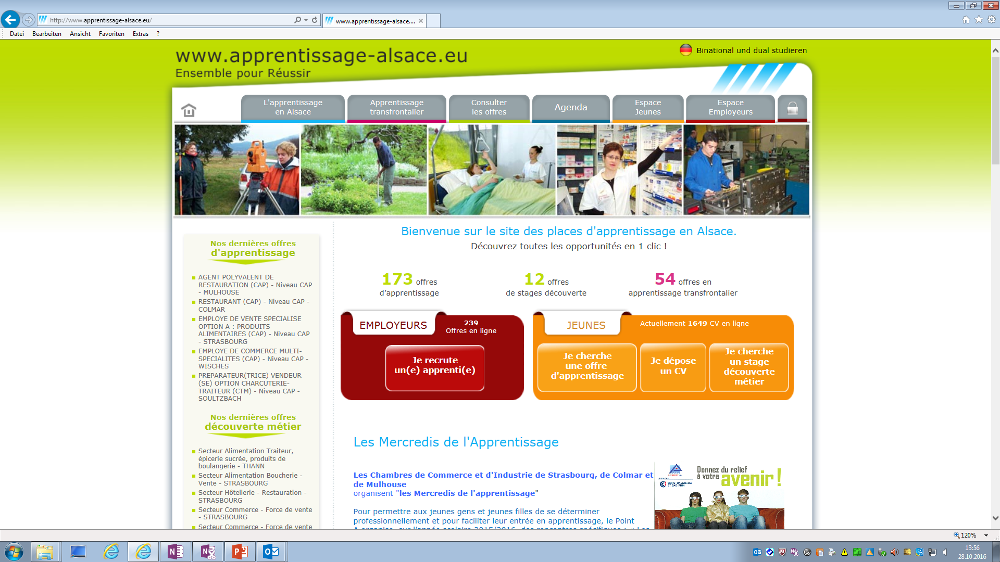 http://www.apprentissage-alsace.eu/
www.apprentissage-alsace....
Datei Bearbeiten Ansicht Favoriten Extras ?
www.apprentissage-alsace.eu
Ensemble pour Réussir
Binational und dual studieren
L'apprentissage
en Alsace
Apprentissage
transfrontalier
Consulter
les offres
Agenda
Espace
Jeunes
Espace
Employeurs
Nos dernières offres
d'apprentissage
AGENT POLYVALENT DE
RESTAURATION (CAP) - Niveau CAP
- MULHOUSE
RESTAURANT (CAP) - Niveau CAP -
COLMAR
EMPLOYE DE VENTE SPECIALISE
OPTION A : PRODUITS
ALIMENTAIRES (CAP) - Niveau CAP
- STRASBOURG
EMPLOYE DE COMMERCE MULTI-
SPECIALITES (CAP) - Niveau CAP -
WISCHES
PREPARATEUR(TRICE) VENDEUR
(SE) OPTION CHARCUTERIE-
TRAITEUR (CTM) - Niveau CAP -
SOULTZBACH
Nos dernières offres
découverte métier
Secteur Alimentation Traiteur,
épicerie sucrée, produits de
boulangerie - THANN
Secteur Alimentation Boucherie -
Vente - STRASBOURG
Secteur Hôtellerie - Restauration -
STRASBOURG
Secteur Commerce - Force de vente
- STRASBOURG
Secteur Commerce - Force de vente
Bienvenue sur le site des places d'apprentissage en Alsace.
Découvrez toutes les opportunités en 1 clic !
173 offres
d’apprentissage
12 offres
de stages découverte
54 offres en
apprentissage transfrontalier
EMPLOYEURS
239
Offres en ligne
Je recrute
un(e) apprenti(e)
JEUNES
Actuellement 1649 CV en ligne
Je cherche
une offre
d'apprentissage
Je dépose
un CV
Je cherche
un stage
découverte
métier
Les Mercredis de l'Apprentissage
Les Chambres de Commerce et d'Industrie de Strasbourg, de Colmar et
de Mulhouse
organisent "les Mercredis de l'apprentissage"
Pour permettre aux jeunes gens et jeunes filles de se déterminer
professionnellement et pour faciliter leur entrée en apprentissage, le Point
A organise, sur l’année scolaire 2015/2016, des rencontres spécifiques : « Les
CCI STRASBOURG
ET BAS-RHIN
Donnez du relief
à votre avenir !
120%
13:56
28.10.2016